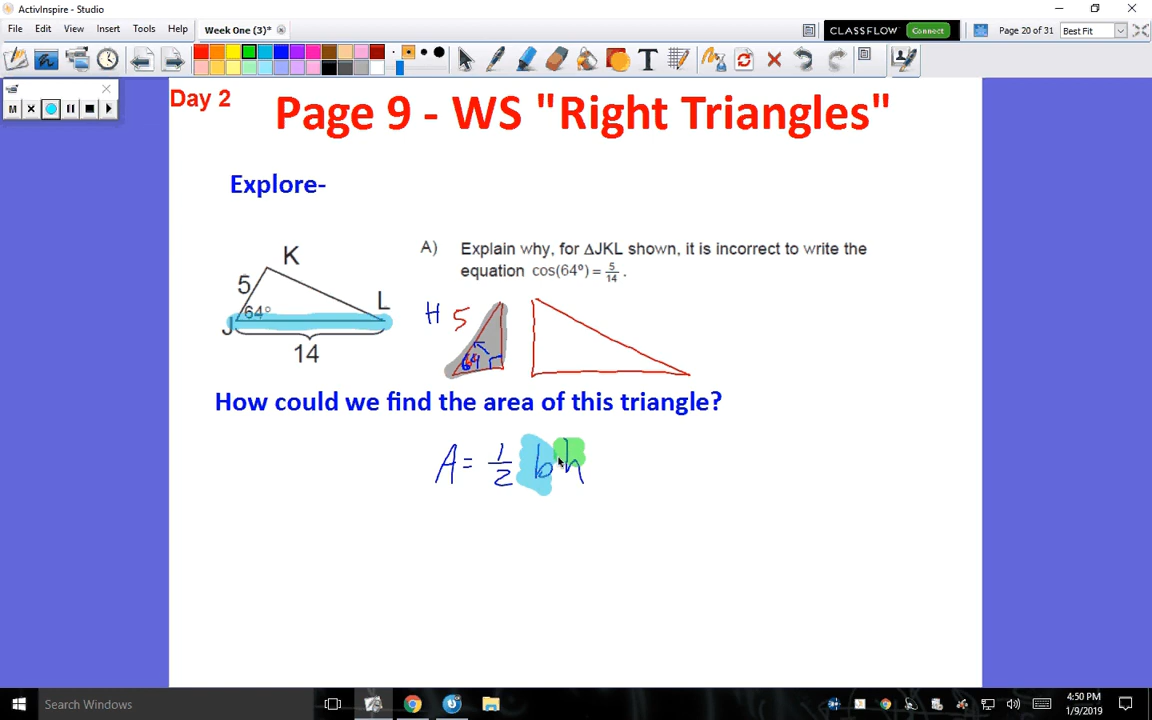 ActivInspire - Studio
File Edit View Insert Tools Help Week One (3)* CLASSFLOW Connect Page 20 of 31 Best Fit
M
Day 2
Page 9 - WS "Right Triangles"
Explore-
K
5
64°
J
L
14
A) Explain why, for ΔJKL shown, it is incorrect to write the
equation cos(64º) = 5/14 .
H 5
64
How could we find the area of this triangle?
A = 1/2 b h
Search Windows
4:50 PM
1/9/2019